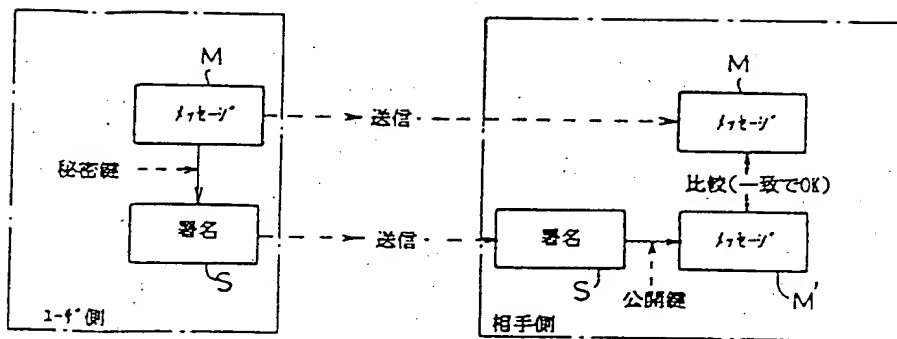 M
M
メッセージ
送信
メッセージ
秘密鍵
比較(一致でOK)
署名
送信
署名
メッセージ
S
S
公開鍵
M'
ユーザ側
相手側